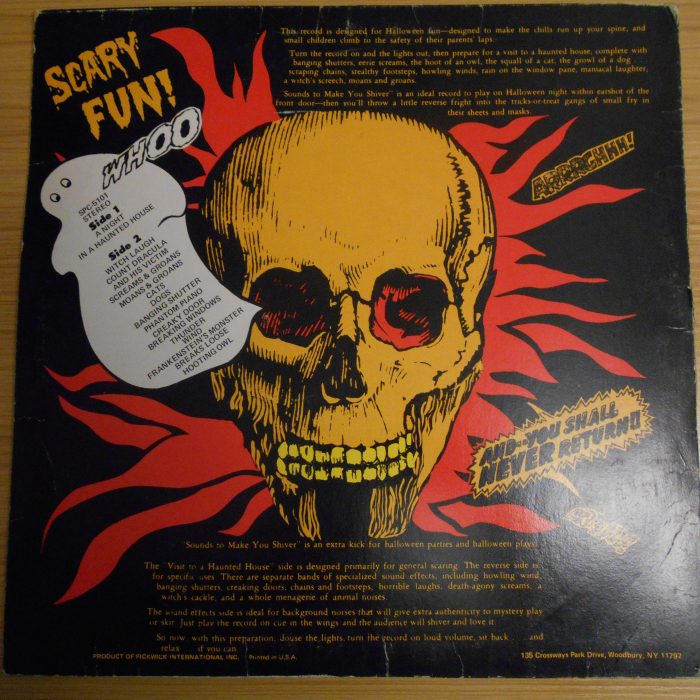 SCARY
FUN!
This record is designed for Halloween fun—designed to make the chills run up your spine, and
small children climb to the safety of their parents' laps.
Turn the record on and the lights out, then prepare for a visit to a haunted house, complete with
banging shutters, eerie screams, the hoot of an owl, the squall of a cat, the growl of a dog
scraping chains, stealthy footsteps, howling winds, rain on the window pane, maniacal laughter,
a witch's screech, moans and groans.
Sounds to Make You Shiver" is an ideal record to play on Halloween night within earshot of the
front door—then you'll throw a little reverse fright into the tricks-or-treat gangs of small fry in
their sheets and masks.
WHOO
SPC-5101
STEREO
Side 1
A NIGHT
IN A HAUNTED HOUSE
Side 2
WITCH LAUGH
COUNT DRACULA
AND HIS VICTIM
SCREAMS & GROANS
MOANS & GROANS
CATS
DOGS
BANGING SHUTTER
PHANTOM PIANO
CREAKY DOOR
BREAKING WINDOWS
THUNDER
WIND
FRANKENSTEIN'S MONSTER
BREAKS LOOSE
HOOTING OWL
AND--YOU SHALL
NEVER RETURN!!
"Sounds to Make You Shiver" is an extra kick for halloween parties and halloween plays.
The "Visit to a Haunted House" side is designed primarily for general scaring. The reverse side is
for specific uses. There are separate bands of specialized sound effects, including howling wind,
banging shutters, creaking doors, chains and footsteps, horrible laughs, death-agony screams, a
witch's cackle, and a whole menagerie of animal noises.
The sound effects side is ideal for background noises that will give extra authenticity to mystery play
or skit. Just play the record on cue in the wings and the audience will shiver and love it.
So now, with this preparation, douse the lights, turn the record on loud volume, sit back . . . and
relax if you can
PRODUCT OF PICKWICK INTERNATIONAL INC. Printed in U.S.A.
135 Crossways Park Drive, Woodbury, NY 11797